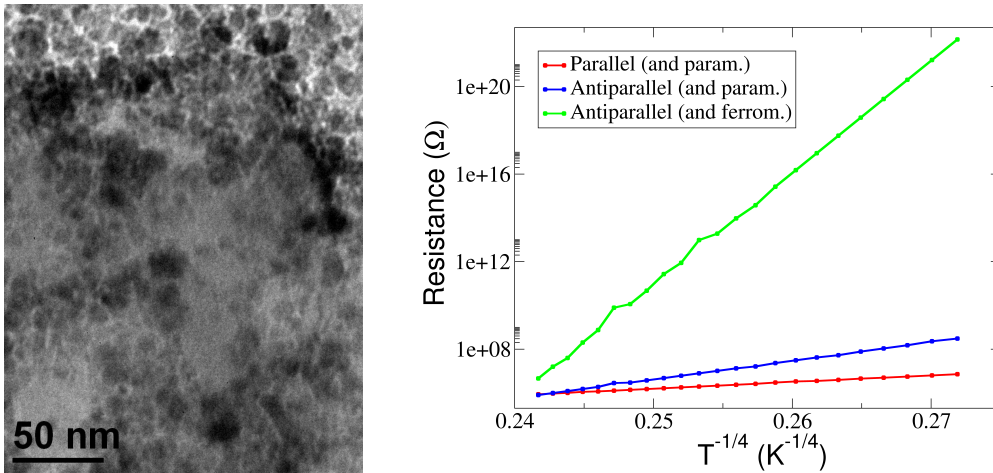 50 nm
1e+20
1e+16
1e+12
1e+08
Resistance (Ω)
Parallel (and param.)
Antiparallel (and param.)
Antiparallel (and ferrom.)
0.24 0.25 0.26 0.27
T^-1/4 (K^-1/4)